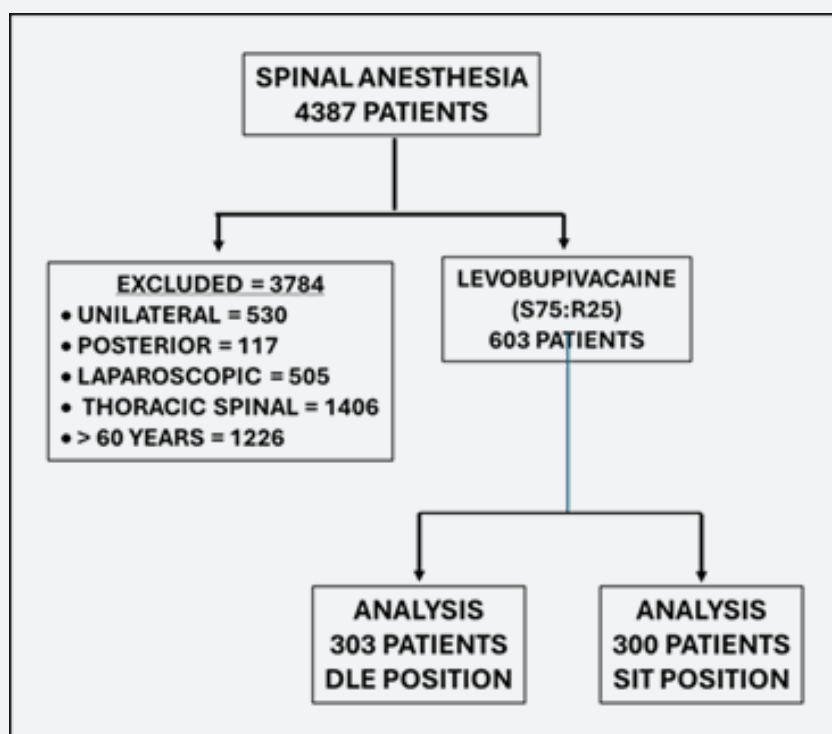 SPINAL ANESTHESIA
4387 PATIENTS
EXCLUDED = 3784
• UNILATERAL = 530
• POSTERIOR = 117
• LAPAROSCOPIC = 505
• THORACIC SPINAL = 1406
• > 60 YEARS = 1226
LEVOBUPIVACAINE
(S75:R25)
603 PATIENTS
ANALYSIS
303 PATIENTS
DLE POSITION
ANALYSIS
300 PATIENTS
SIT POSITION